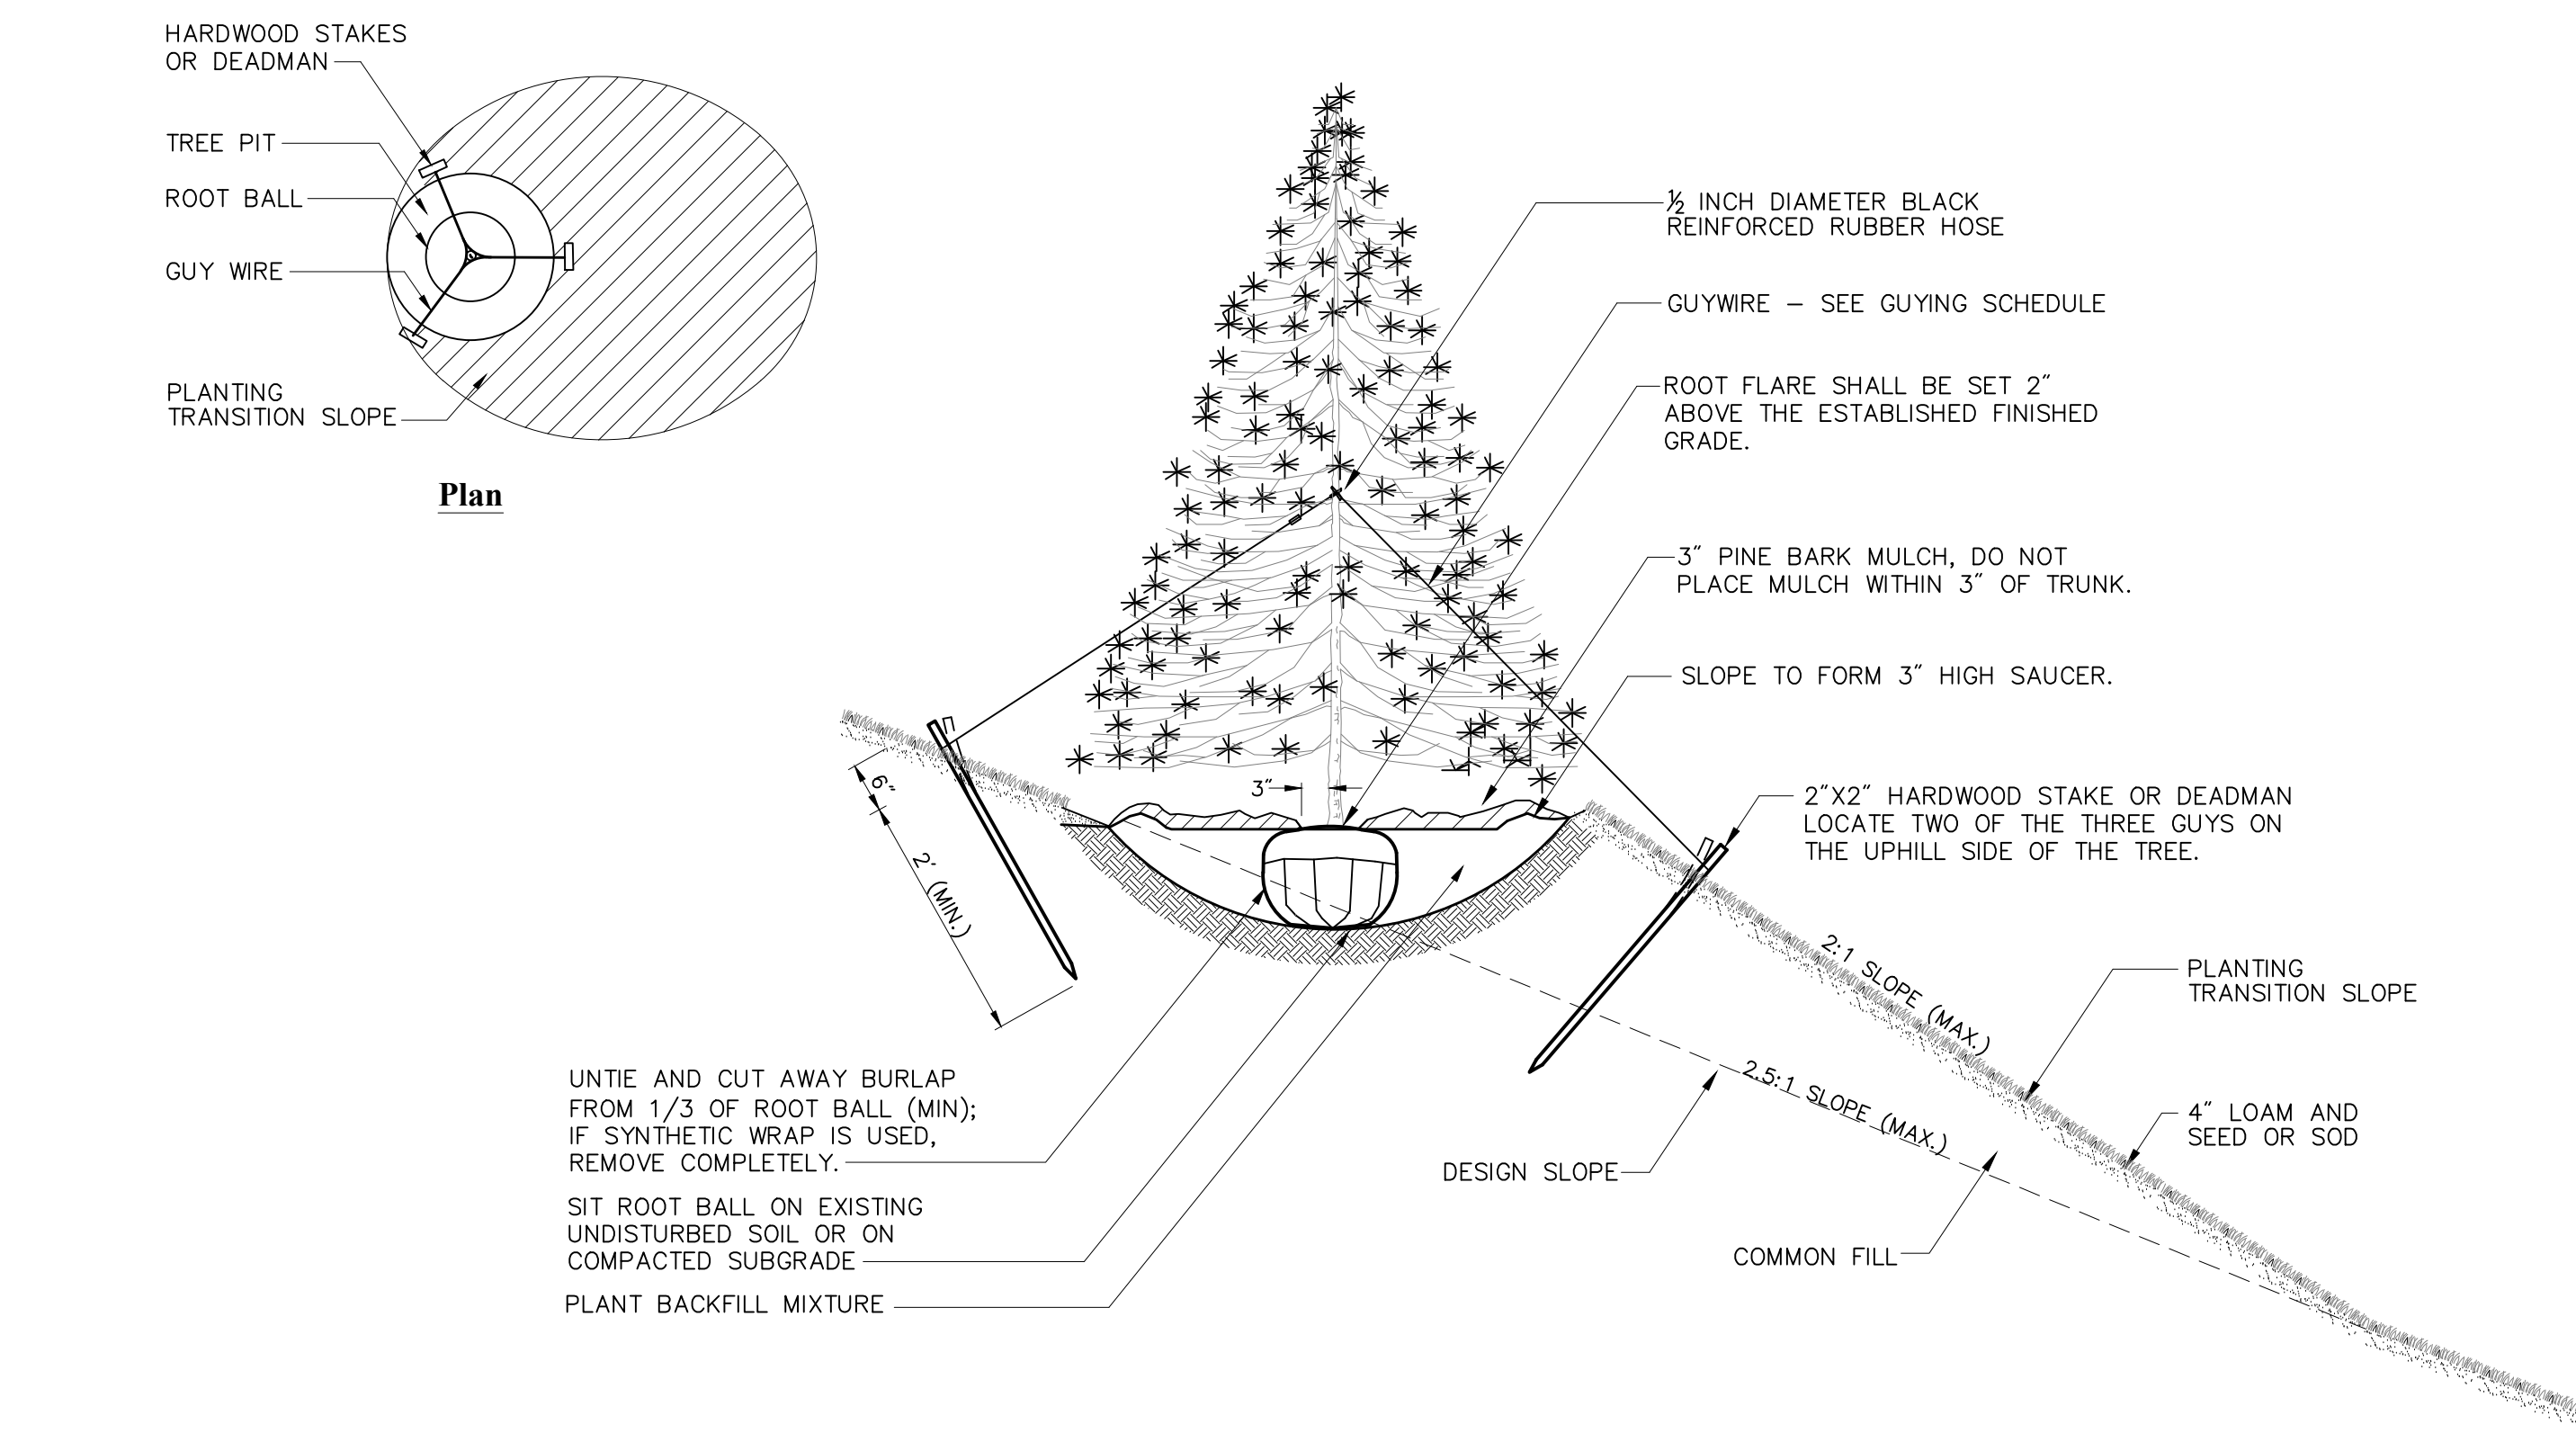 HARDWOOD STAKES
OR DEADMAN
TREE PIT
ROOT BALL
GUY WIRE
PLANTING
TRANSITION SLOPE
Plan
½ INCH DIAMETER BLACK
REINFORCED RUBBER HOSE
GUYWIRE – SEE GUYING SCHEDULE
ROOT FLARE SHALL BE SET 2"
ABOVE THE ESTABLISHED FINISHED
GRADE.
3" PINE BARK MULCH, DO NOT
PLACE MULCH WITHIN 3" OF TRUNK.
SLOPE TO FORM 3" HIGH SAUCER.
3"
2"X2" HARDWOOD STAKE OR DEADMAN
LOCATE TWO OF THE THREE GUYS ON
THE UPHILL SIDE OF THE TREE.
6"
2' (MIN.)
2:1 SLOPE (MAX.)
PLANTING
TRANSITION SLOPE
2.5:1 SLOPE (MAX.)
4" LOAM AND
SEED OR SOD
DESIGN SLOPE
COMMON FILL
UNTIE AND CUT AWAY BURLAP
FROM 1/3 OF ROOT BALL (MIN);
IF SYNTHETIC WRAP IS USED,
REMOVE COMPLETELY.
SIT ROOT BALL ON EXISTING
UNDISTURBED SOIL OR ON
COMPACTED SUBGRADE
PLANT BACKFILL MIXTURE